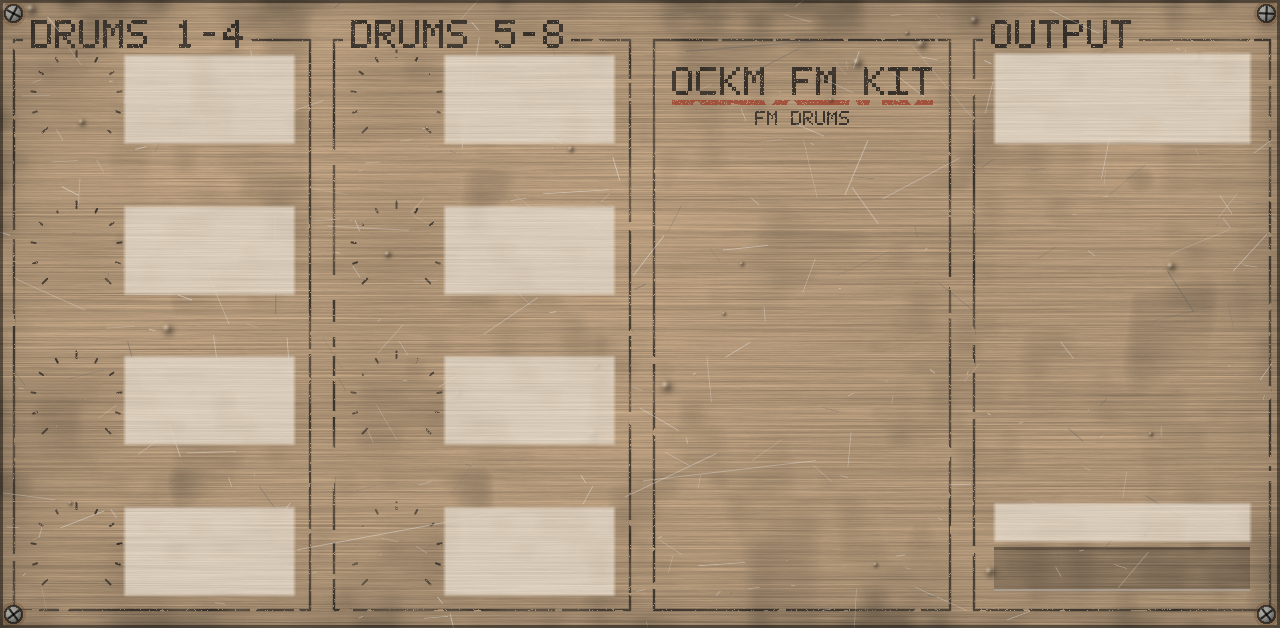 DRUMS 1-4
DRUMS 5-8
OCKM FM KIT
FM DRUMS
OUTPUT